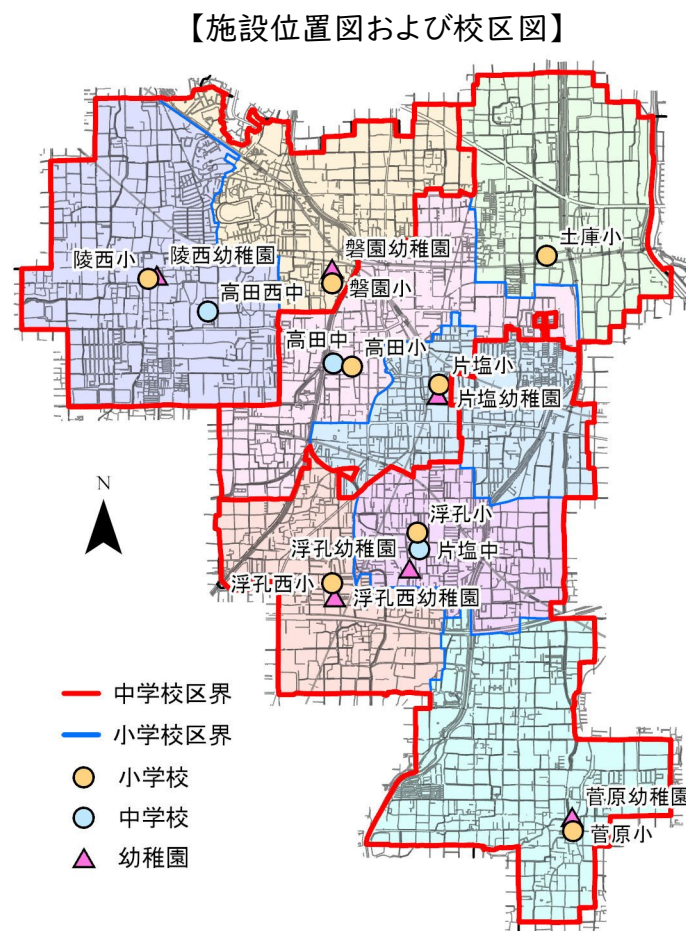 【施設位置図および校区図】
土庫小
磐園幼稚園
陵西幼稚園
陵西小
磐園小
高田西中
高田中
高田小
片塩小
片塩幼稚園
浮孔小
浮孔幼稚園
片塩中
浮孔西小
浮孔西幼稚園
N
中学校区界
小学校区界
小学校
中学校
幼稚園
菅原幼稚園
菅原小